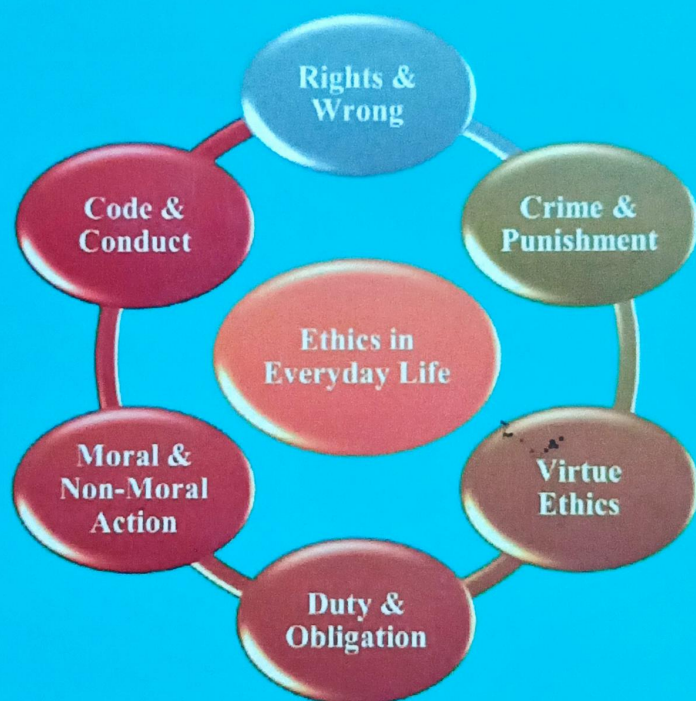 Rights &
Wrong
Crime &
Punishment
Virtue
Ethics
Duty &
Obligation
Moral &
Non-Moral
Action
Code &
Conduct
Ethics in
Everyday Life